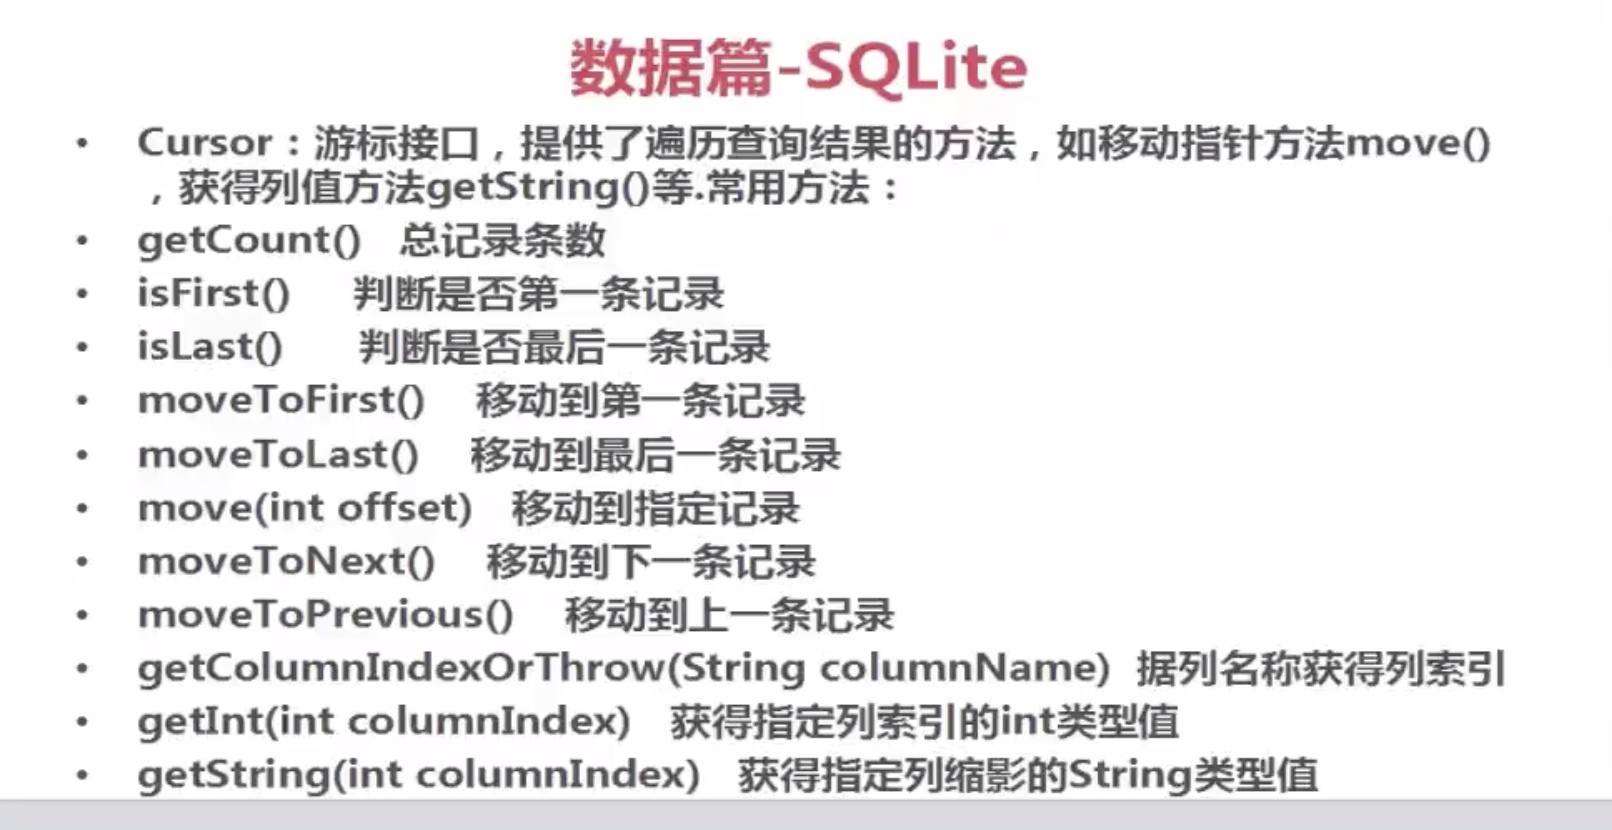 数据篇-SQLite
• Cursor：游标接口，提供了遍历查询结果的方法，如移动指针方法move()
，获得列值方法getString()等.常用方法：
• getCount() 总记录条数
• isFirst() 判断是否第一条记录
• isLast() 判断是否最后一条记录
• moveToFirst() 移动到第一条记录
• moveToLast() 移动到最后一条记录
• move(int offset) 移动到指定记录
• moveToNext() 移动到下一条记录
• moveToPrevious() 移动到上一条记录
• getColumnIndexOrThrow(String columnName) 据列名称获得列索引
• getInt(int columnIndex) 获得指定列索引的int类型值
• getString(int columnIndex) 获得指定列缩影的String类型值